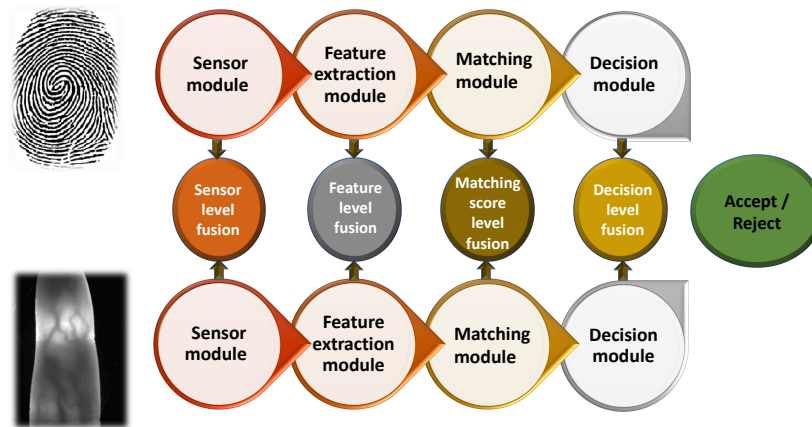 Sensor
module
Feature
extraction
module
Matching
module
Decision
module
Sensor
level
fusion
Feature
level
fusion
Matching
score
level
fusion
Decision
level
fusion
Accept /
Reject
Sensor
module
Feature
extraction
module
Matching
module
Decision
module